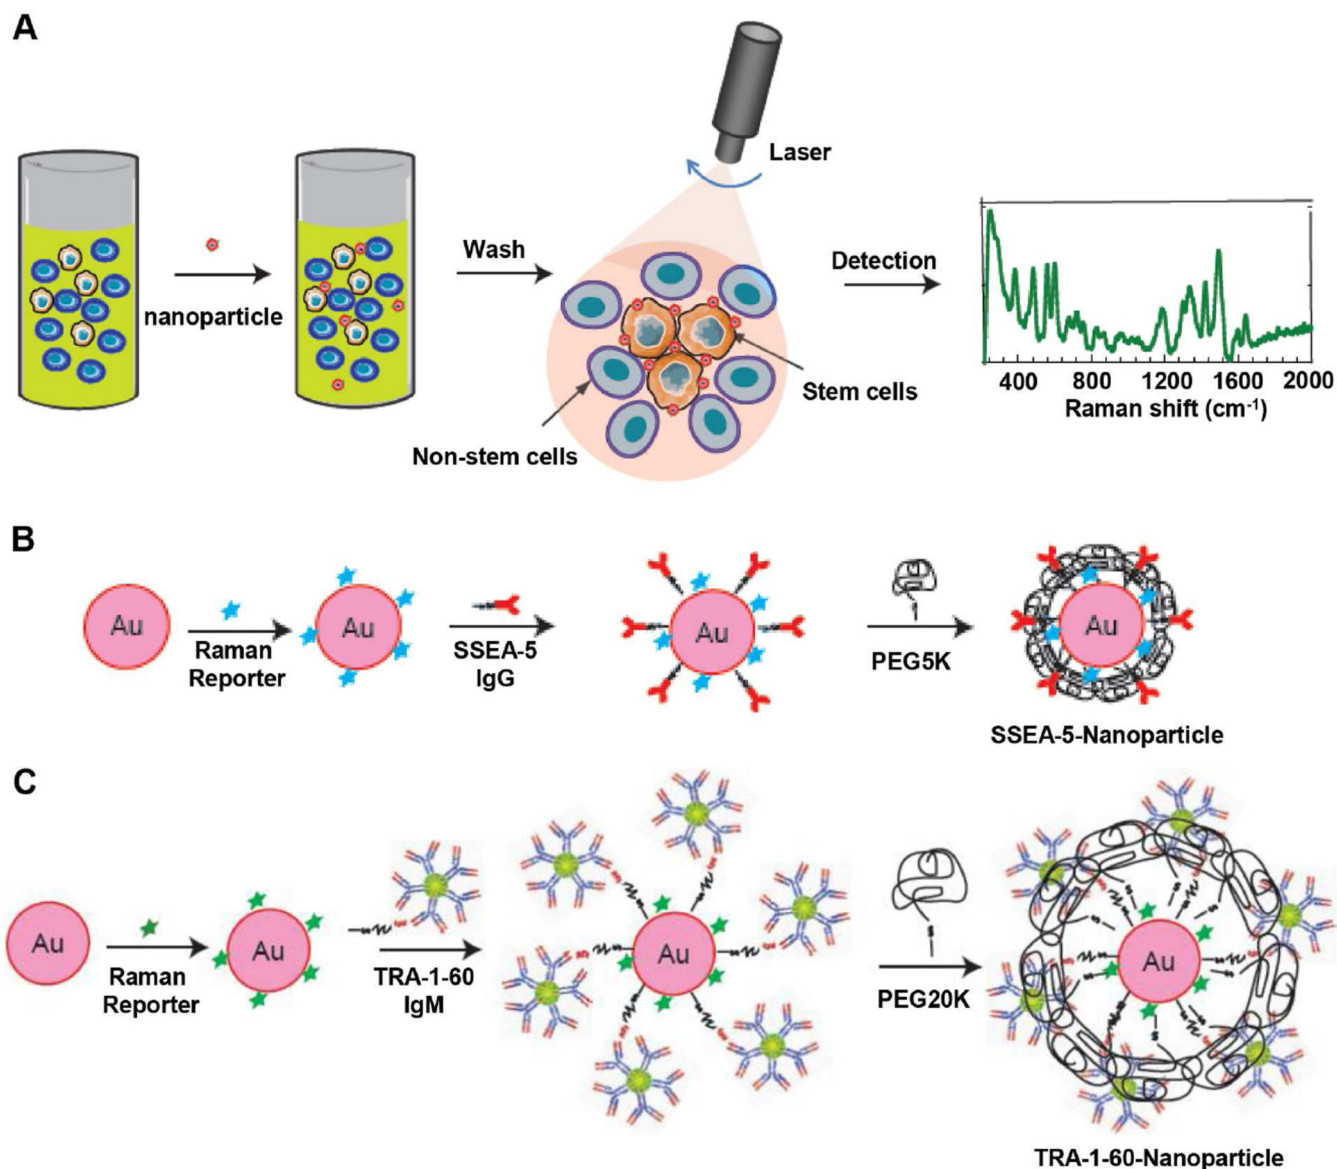 A
Laser
nanoparticle
Wash
Detection
Stem cells
Non-stem cells
400 800 1200 1600 2000
Raman shift (cm-1)
B
Au
Raman
Reporter
Au
SSEA-5
IgG
Au
PEG5K
Au
SSEA-5-Nanoparticle
C
Au
Raman
Reporter
Au
TRA-1-60
IgM
Au
PEG20K
Au
TRA-1-60-Nanoparticle